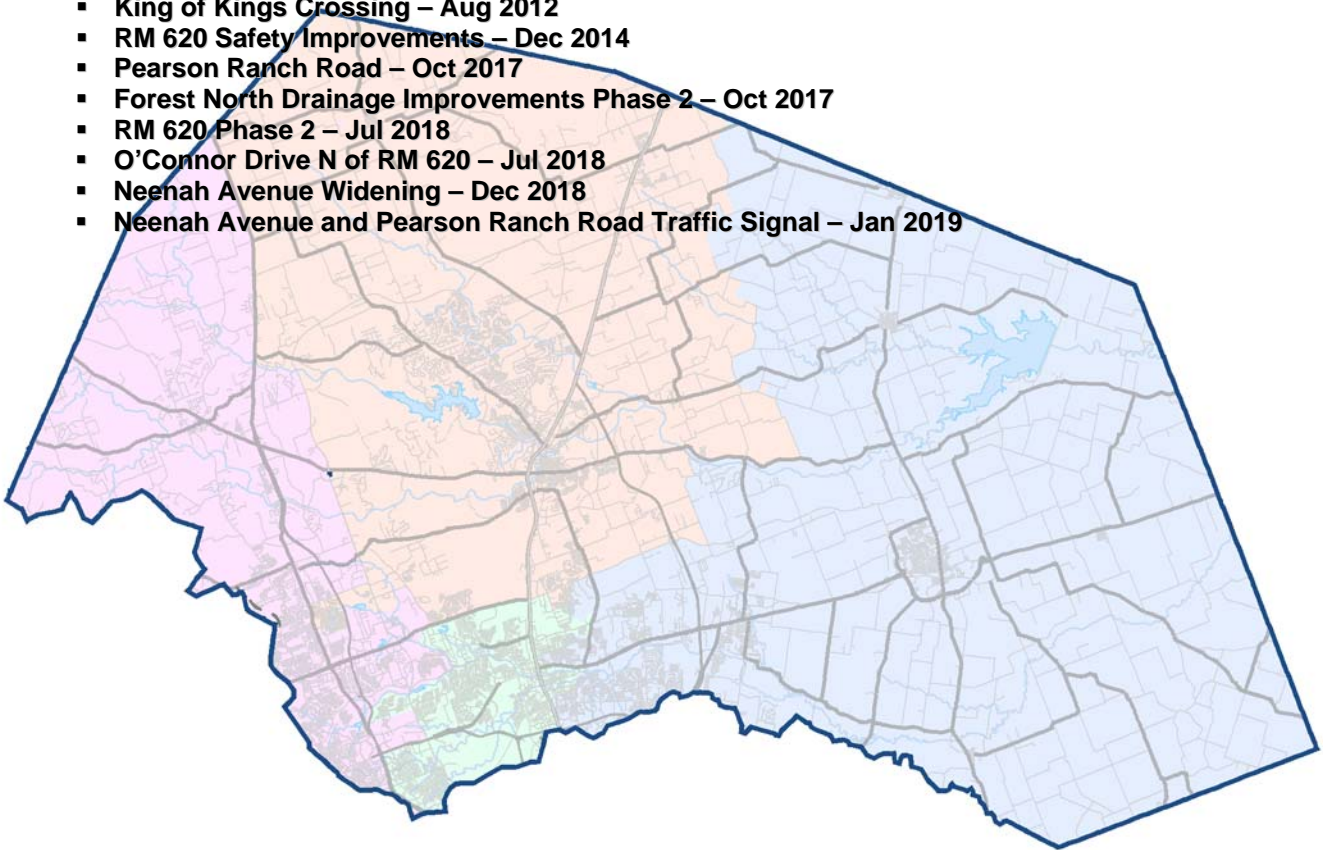 ▪ King of Kings Crossing – Aug 2012
▪ RM 620 Safety Improvements – Dec 2014
▪ Pearson Ranch Road – Oct 2017
▪ Forest North Drainage Improvements Phase 2 – Oct 2017
▪ RM 620 Phase 2 – Jul 2018
▪ O’Connor Drive N of RM 620 – Jul 2018
▪ Neenah Avenue Widening – Dec 2018
▪ Neenah Avenue and Pearson Ranch Road Traffic Signal – Jan 2019